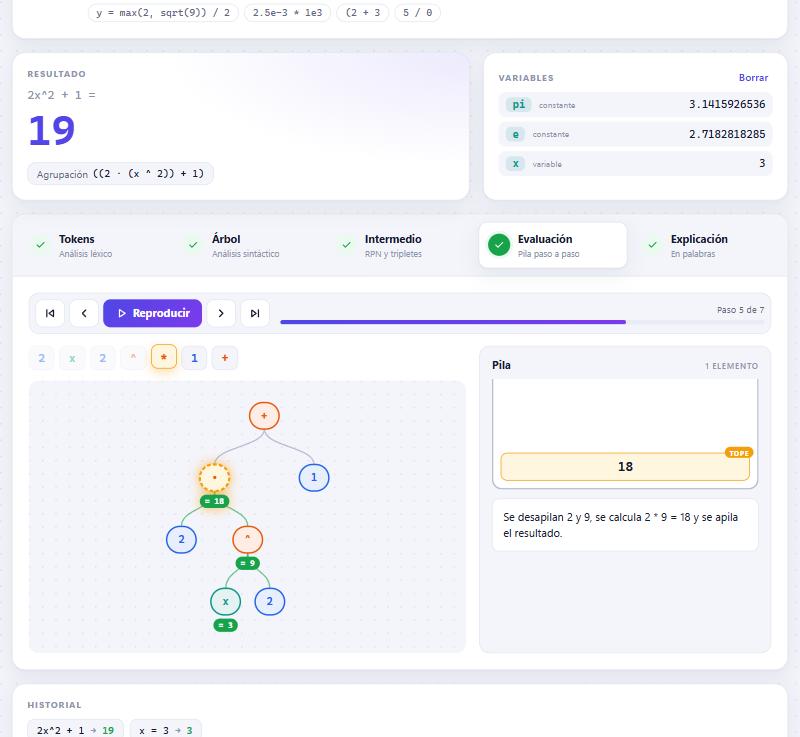 y = max(2, sqrt(9)) / 2   2.5e-3 * 1e3   (2 + 3   5 / 0
RESULTADO
2x^2 + 1 =
19
Agrupación ((2 · (x ^ 2)) + 1)
VARIABLES   Borrar
pi constante 3.1415926536
e constante 2.7182818285
x variable 3
Tokens
Análisis léxico
Árbol
Análisis sintáctico
Intermedio
RPN y tripletes
Evaluación
Pila paso a paso
Explicación
En palabras
Reproducir
Paso 5 de 7
2 x 2 ^ * 1 +
+
· 1
= 18
2 ^
= 9
x 2
= 3
Pila 1 ELEMENTO
TOPE
18
Se desapilan 2 y 9, se calcula 2 * 9 = 18 y se apila
el resultado.
HISTORIAL
2x^2 + 1 → 19   x = 3 → 3